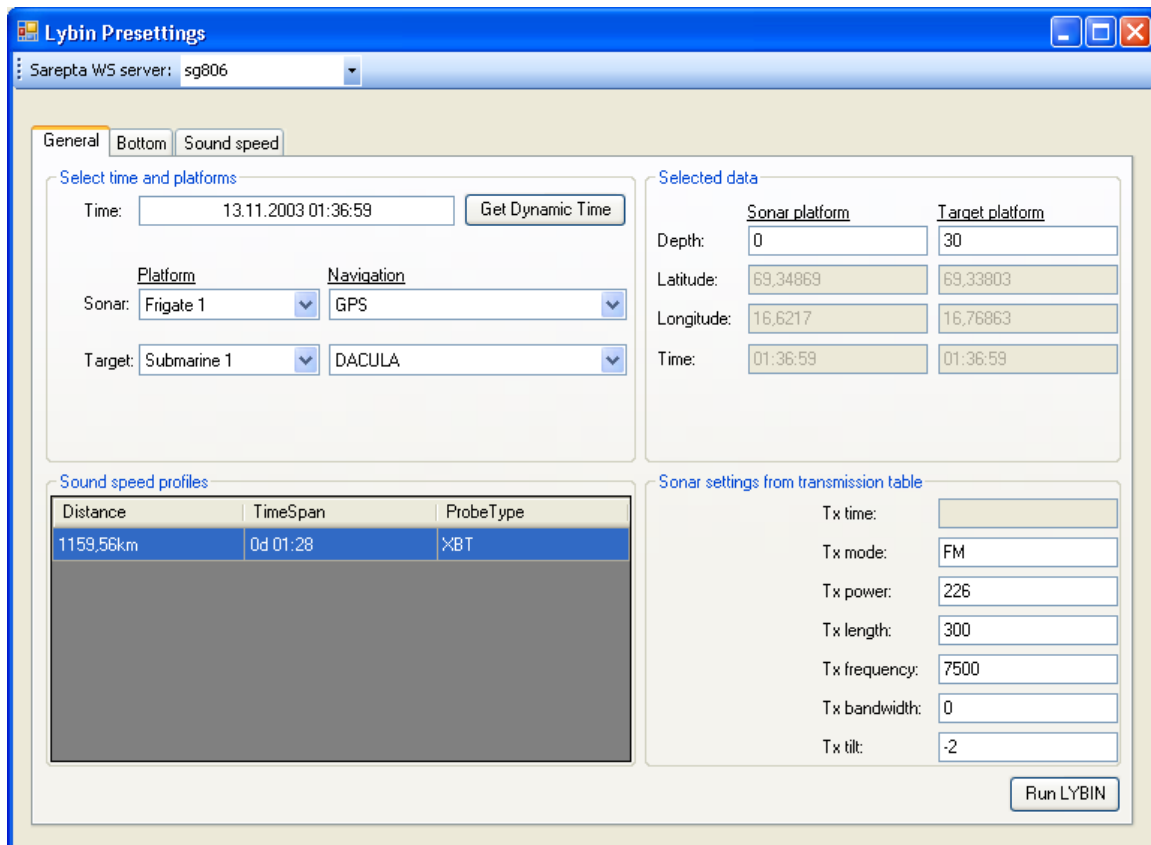 Lybin Presettings
Sarepta WS server: sg806
General Bottom Sound speed
Select time and platforms
Time: 13.11.2003 01:36:59 Get Dynamic Time
Platform Navigation
Sonar: Frigate 1 GPS
Target: Submarine 1 DACULA
Selected data
Sonar platform Target platform
Depth: 0 30
Latitude: 69,34869 69,33803
Longitude: 16,6217 16,76863
Time: 01:36:59 01:36:59
Sound speed profiles
Distance TimeSpan ProbeType
1159,56km 0d 01:28 XBT
Sonar settings from transmission table
Tx time:
Tx mode: FM
Tx power: 226
Tx length: 300
Tx frequency: 7500
Tx bandwidth: 0
Tx tilt: -2
Run LYBIN